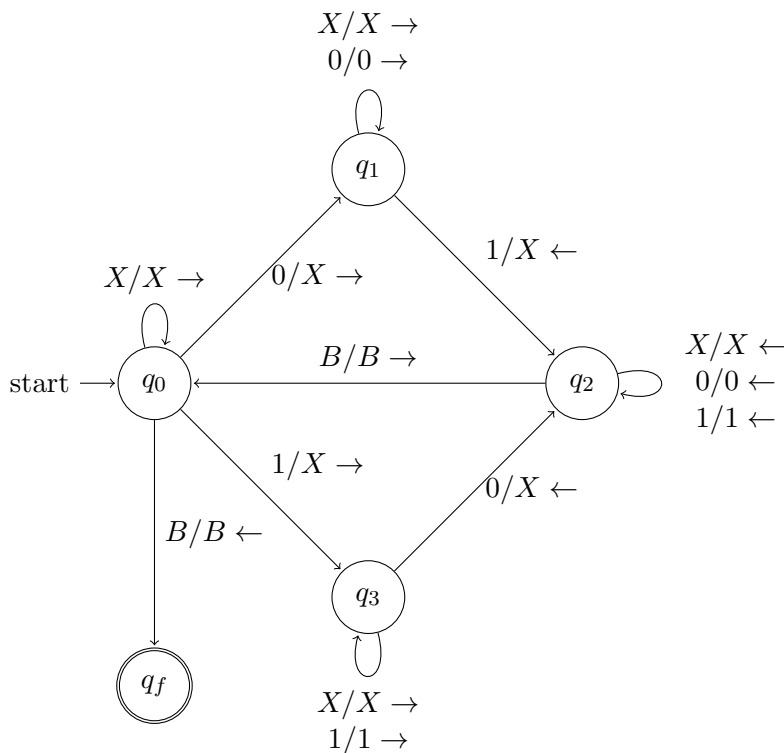 X/X →
0/0 →
q1
1/X ←
X/X →
0/X →
start
q0
B/B →
q2
X/X ←
0/0 ←
1/1 ←
1/X →
0/X ←
B/B ←
q3
qf
X/X →
1/1 →